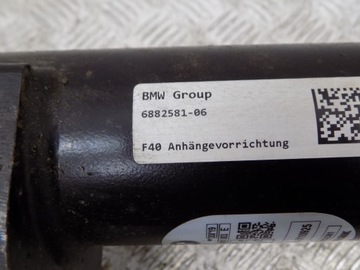 BMW Group
6882581-06
F40 Anhängevorrichtung